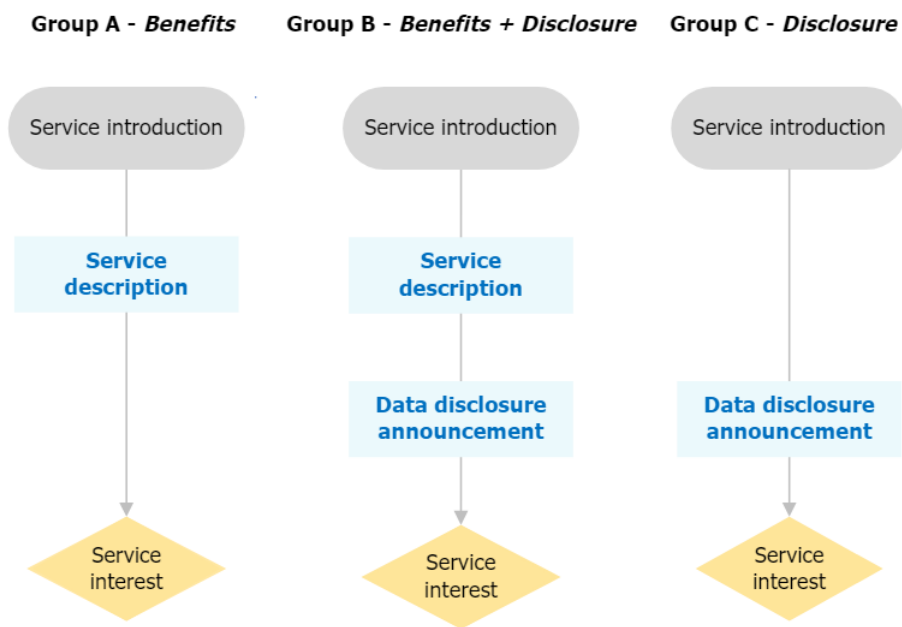 Group A - Benefits
Group B - Benefits + Disclosure
Group C - Disclosure
Service introduction
Service introduction
Service introduction
Service
description
Service
description
Data disclosure
announcement
Data disclosure
announcement
Service
interest
Service
interest
Service
interest